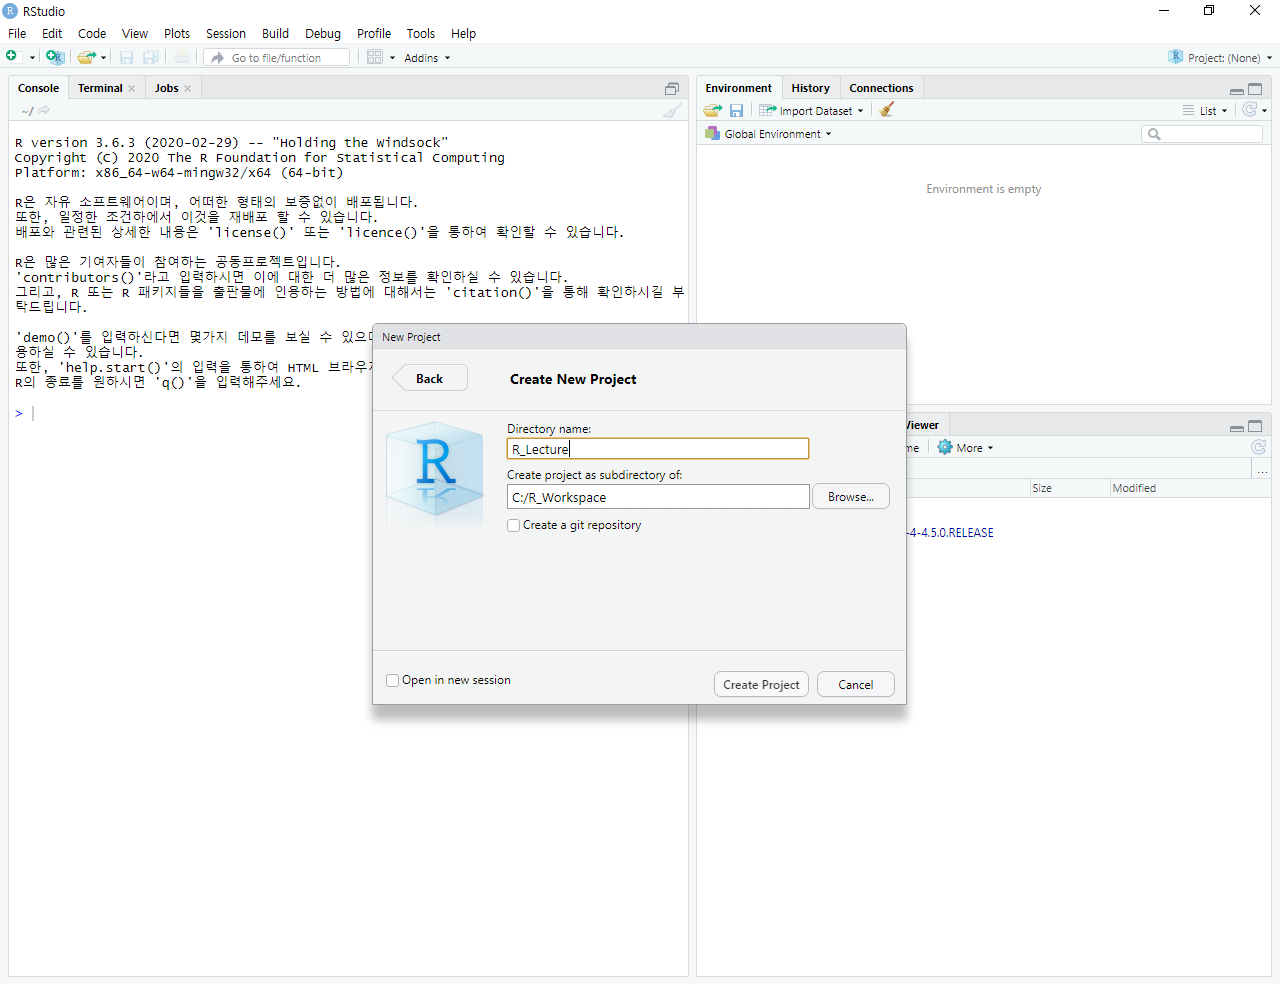 RStudio
File Edit Code View Plots Session Build Debug Profile Tools Help
Go to file/function Addins Project: (None)
Console Terminal Jobs
~/
R version 3.6.3 (2020-02-29) -- "Holding the Windsock"
Copyright (C) 2020 The R Foundation for Statistical Computing
Platform: x86_64-w64-mingw32/x64 (64-bit)
R은 자유 소프트웨어이며, 어떠한 형태의 보증없이 배포됩니다.
또한, 일정한 조건하에서 이것을 재배포 할 수 있습니다.
배포와 관련된 상세한 내용은 'license()' 또는 'licence()'을 통하여 확인할 수 있습니다.
R은 많은 기여자들이 참여하는 공동프로젝트입니다.
'contributors()'라고 입력하시면 이에 대한 더 많은 정보를 확인하실 수 있습니다.
그리고, R 또는 R 패키지들을 출판물에 인용하는 방법에 대해서는 'citation()'을 통해 확인하시길 부
탁드립니다.
'demo()'를 입력하신다면 몇가지 데모를 보실 수 있으며
용하실 수 있습니다.
또한, 'help.start()'의 입력을 통하여 HTML
R의 종료를 원하시면 'q()'을 입력해주세요.
>
Environment History Connections
Import Dataset List
Global Environment
Environment is empty
Viewer
More
...
Size Modified
-4-4.5.0.RELEASE
New Project
Back Create New Project
R
Directory name:
R_Lecture
Create project as subdirectory of:
C:/R_Workspace Browse...
Create a git repository
Open in new session Create Project Cancel